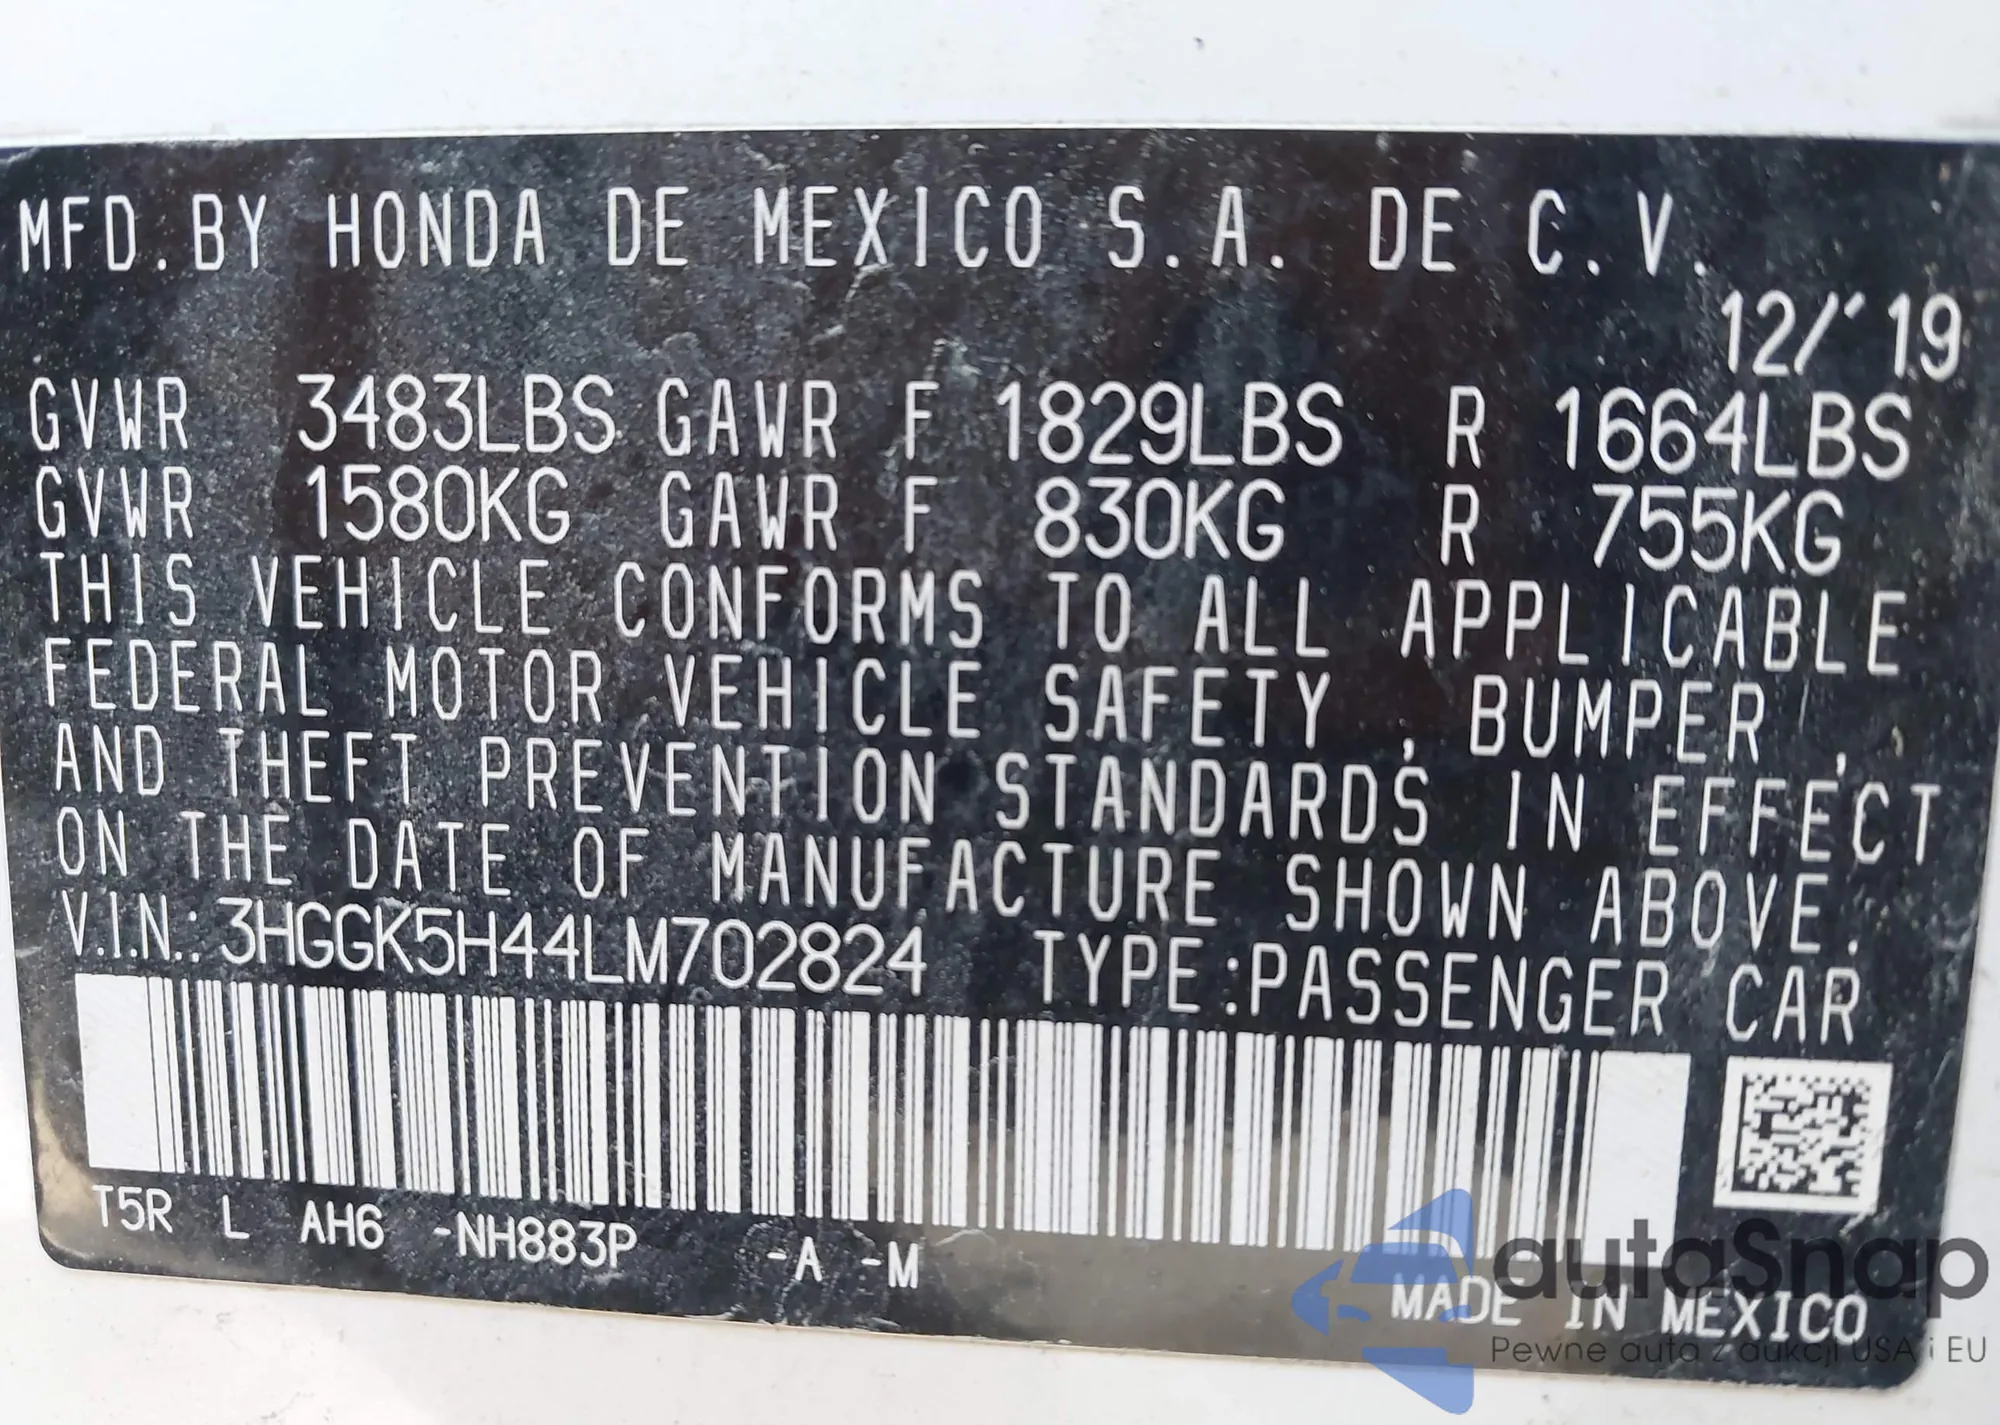 MFD. BY HONDA DE MEXICO S.A. DE C.V.
12/'19
GVWR 3483LBS GAWR F 1829LBS R 1664LBS
GVWR 1580KG GAWR F 830KG R 755KG
THIS VEHICLE CONFORMS TO ALL APPLICABLE
FEDERAL MOTOR VEHICLE SAFETY , BUMPER ,
AND THEFT PREVENTION STANDARDS IN EFFECT
ON THE DATE OF MANUFACTURE SHOWN ABOVE.
V.I.N.: 3HGGK5H44LM702824 TYPE:PASSENGER CAR
T5R L AH6 -NH883P -A -M
MADE IN MEXICO
autaSnap
Pewne auta z aukcji USA i EU